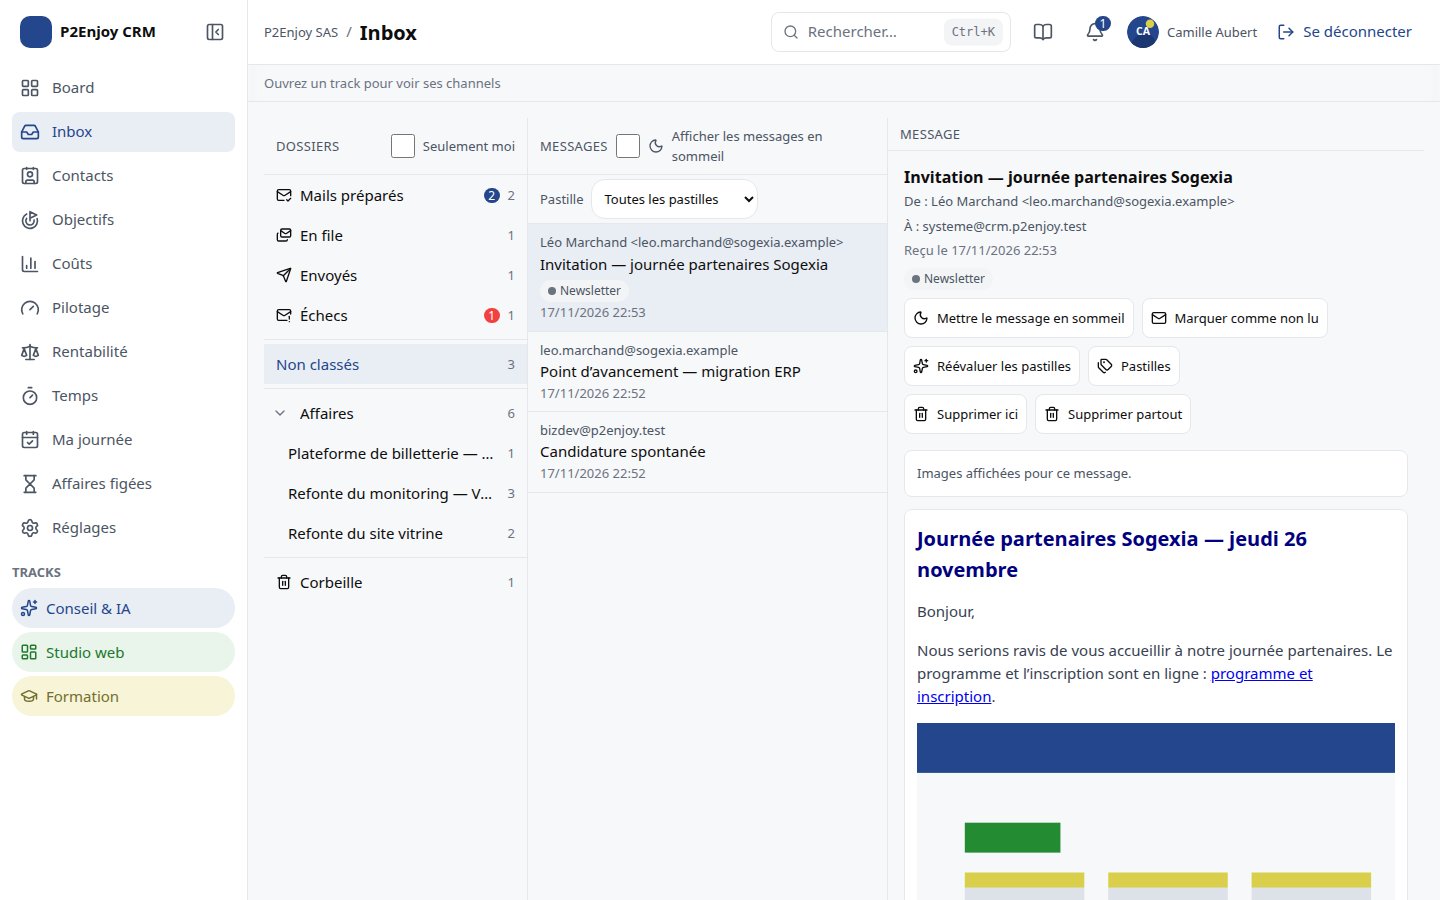 P2Enjoy CRM
P2Enjoy SAS / Inbox
Rechercher... Ctrl+K
1
CA
Camille Aubert
Se déconnecter
Ouvrez un track pour voir ses channels
Board
Inbox
Contacts
Objectifs
Coûts
Pilotage
Rentabilité
Temps
Ma journée
Affaires figées
Réglages
TRACKS
Conseil & IA
Studio web
Formation
DOSSIERS Seulement moi
Mails préparés 2 2
En file 1
Envoyés 1
Échecs 1 1
Non classés 3
Affaires 6
Plateforme de billetterie — ... 1
Refonte du monitoring — V... 3
Refonte du site vitrine 2
Corbeille 1
MESSAGES Afficher les messages en
sommeil
Pastille Toutes les pastilles
Léo Marchand <leo.marchand@sogexia.example>
Invitation — journée partenaires Sogexia
Newsletter
17/11/2026 22:53
leo.marchand@sogexia.example
Point d’avancement — migration ERP
17/11/2026 22:52
bizdev@p2enjoy.test
Candidature spontanée
17/11/2026 22:52
MESSAGE
Invitation — journée partenaires Sogexia
De : Léo Marchand <leo.marchand@sogexia.example>
À : systeme@crm.p2enjoy.test
Reçu le 17/11/2026 22:53
Newsletter
Mettre le message en sommeil Marquer comme non lu
Réévaluer les pastilles Pastilles
Supprimer ici Supprimer partout
Images affichées pour ce message.
Journée partenaires Sogexia — jeudi 26
novembre
Bonjour,
Nous serions ravis de vous accueillir à notre journée partenaires. Le
programme et l’inscription sont en ligne : programme et
inscription.